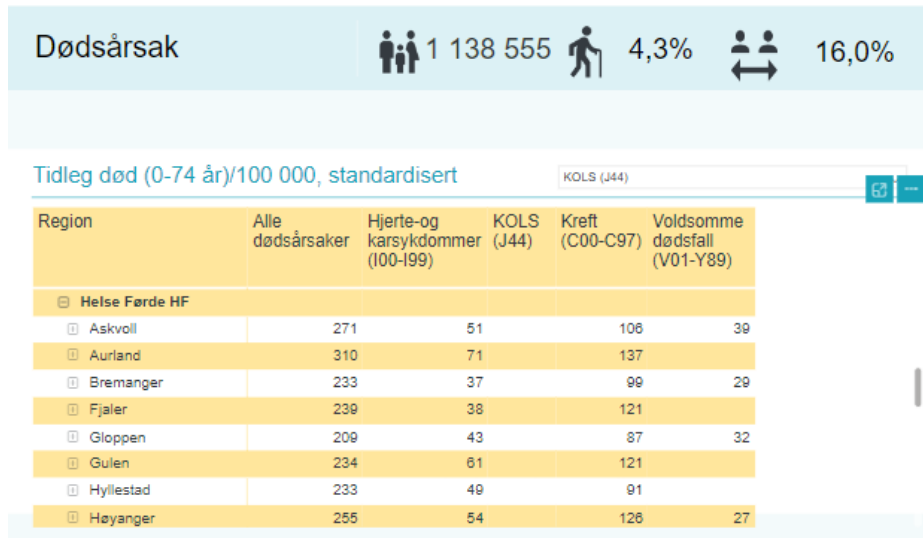 Dødsårsak 1 138 555 4,3% 16,0%
Tidleg død (0-74 år)/100 000, standardisert KOLS (J44)
Region Alle dødsårsaker Hjerte-og karsykdommer (I00-I99) KOLS (J44) Kreft (C00-C97) Voldsomme dødsfall (V01-Y89)
Helse Førde HF
Askvoll 271 51 106 39
Aurland 310 71 137
Bremanger 233 37 99 29
Fjaler 239 38 121
Gloppen 209 43 87 32
Gulen 234 61 121
Hyllestad 233 49 91
Høyanger 255 54 126 27